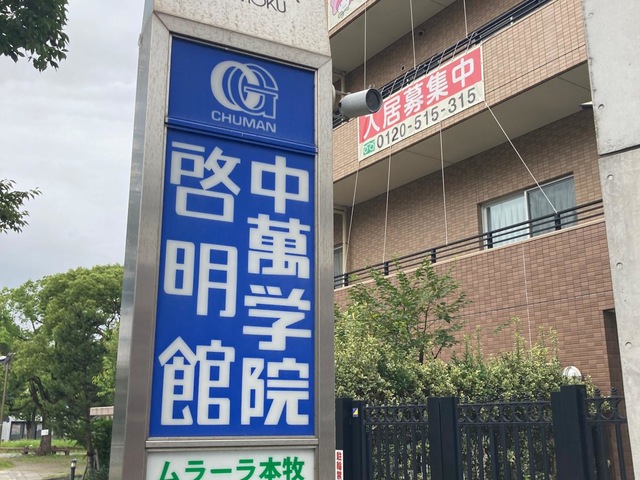 CHUMAN
中萬学院
啓明館
ムラーラ本牧
入居募集中
0120-515-315